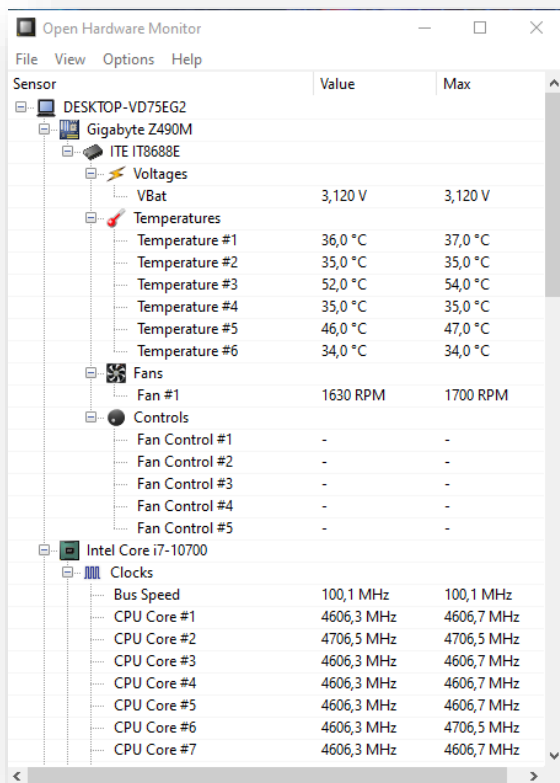 Open Hardware Monitor
File View Options Help
Sensor Value Max
DESKTOP-VD75EG2
Gigabyte Z490M
ITE IT8688E
Voltages
VBat 3,120 V 3,120 V
Temperatures
Temperature #1 36,0 °C 37,0 °C
Temperature #2 35,0 °C 35,0 °C
Temperature #3 52,0 °C 54,0 °C
Temperature #4 35,0 °C 35,0 °C
Temperature #5 46,0 °C 47,0 °C
Temperature #6 34,0 °C 34,0 °C
Fans
Fan #1 1630 RPM 1700 RPM
Controls
Fan Control #1 - -
Fan Control #2 - -
Fan Control #3 - -
Fan Control #4 - -
Fan Control #5 - -
Intel Core i7-10700
Clocks
Bus Speed 100,1 MHz 100,1 MHz
CPU Core #1 4606,3 MHz 4606,7 MHz
CPU Core #2 4706,5 MHz 4706,5 MHz
CPU Core #3 4606,3 MHz 4606,7 MHz
CPU Core #4 4606,3 MHz 4606,7 MHz
CPU Core #5 4606,3 MHz 4606,7 MHz
CPU Core #6 4606,3 MHz 4706,5 MHz
CPU Core #7 4606,3 MHz 4606,7 MHz